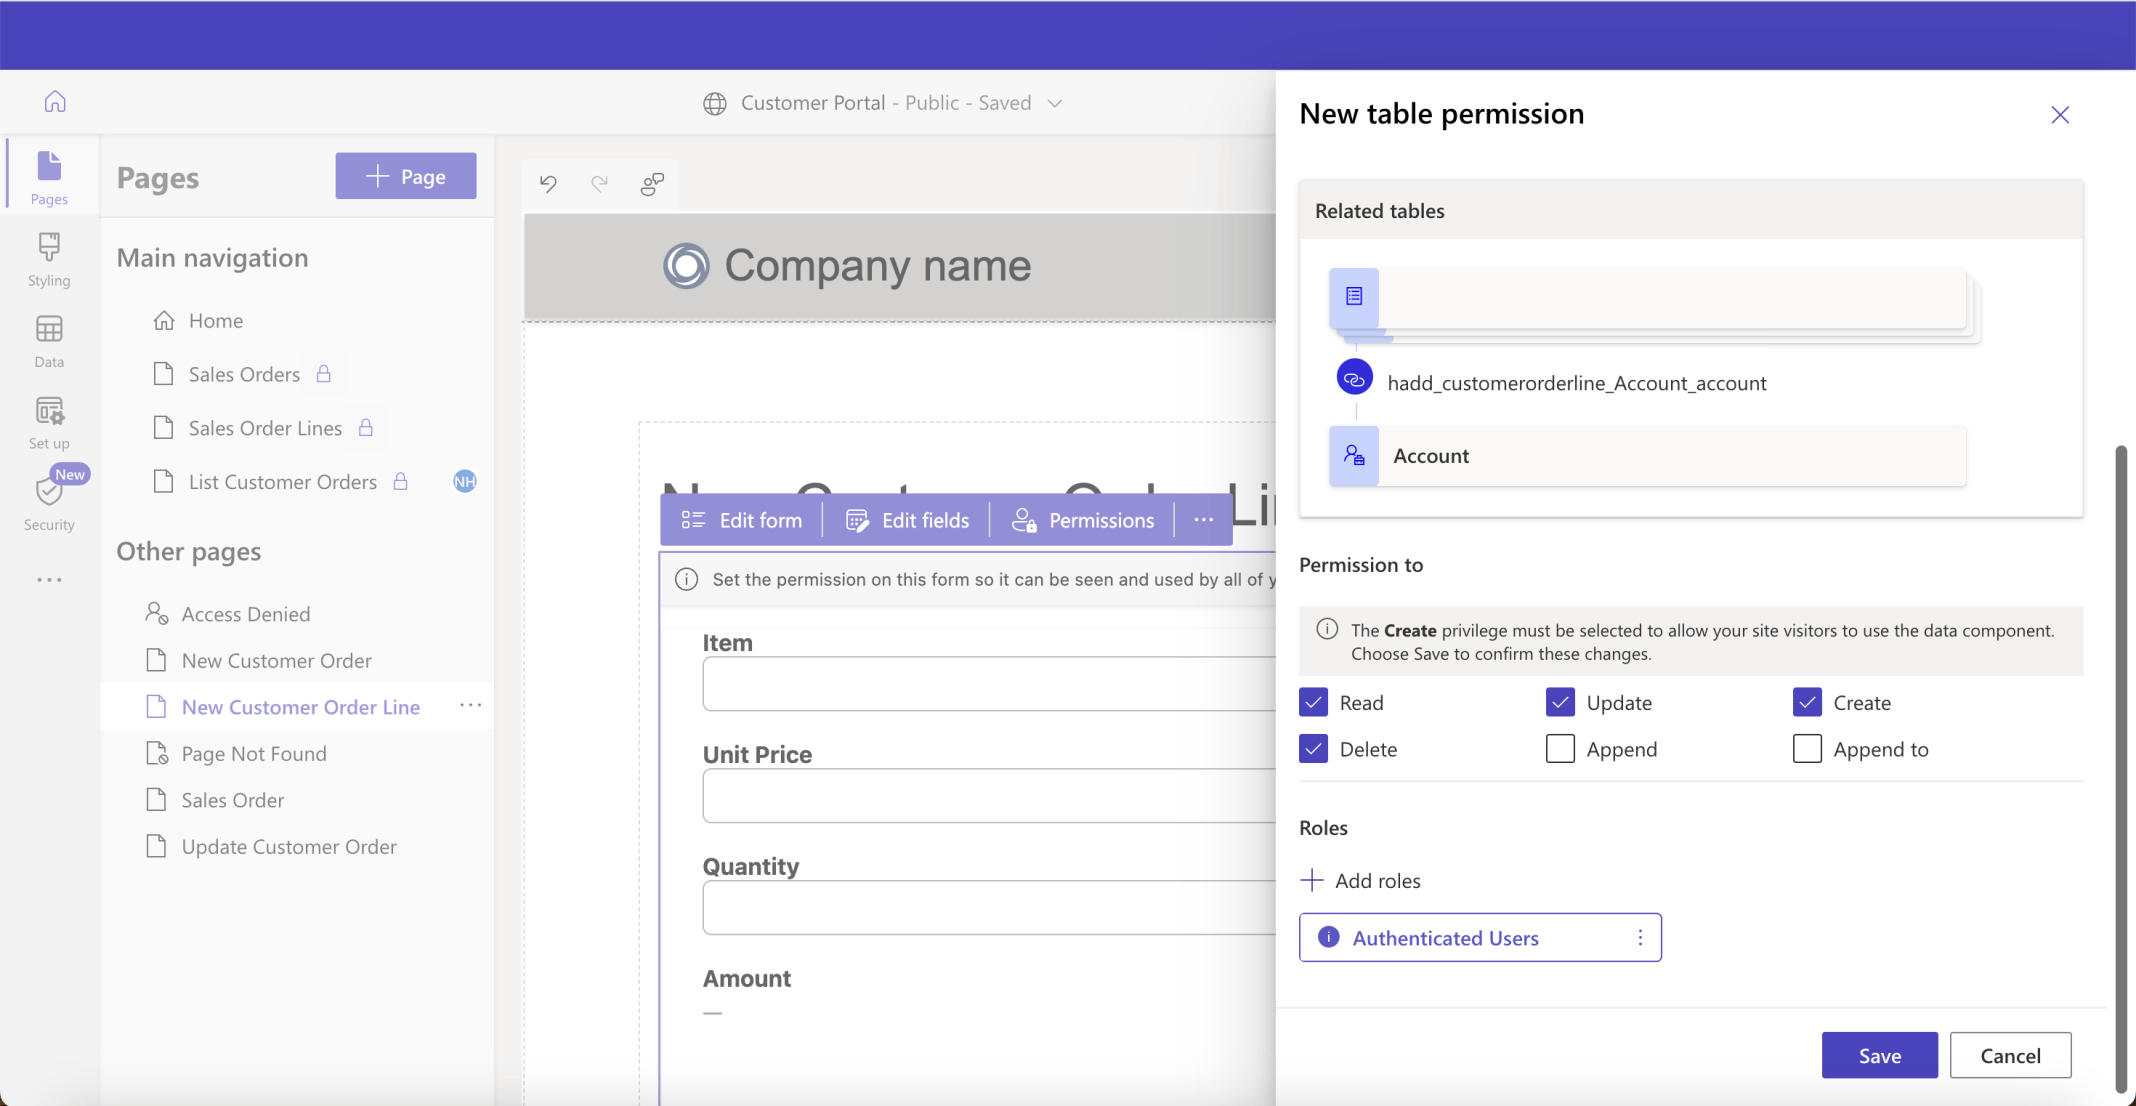 Customer Portal - Public - Saved
Pages
Styling
Data
Set up
New
Security
Pages
Page
Main navigation
Home
Sales Orders
Sales Order Lines
List Customer Orders
NH
Other pages
Access Denied
New Customer Order
New Customer Order Line
Page Not Found
Sales Order
Update Customer Order
Company name
Edit form
Edit fields
Permissions
Set the permission on this form so it can be seen and used by all of y
Item
Unit Price
Quantity
Amount
—
New table permission
Related tables
hadd_customerorderline_Account_account
Account
Permission to
The Create privilege must be selected to allow your site visitors to use the data component.
Choose Save to confirm these changes.
Read
Update
Create
Delete
Append
Append to
Roles
Add roles
Authenticated Users
Save
Cancel